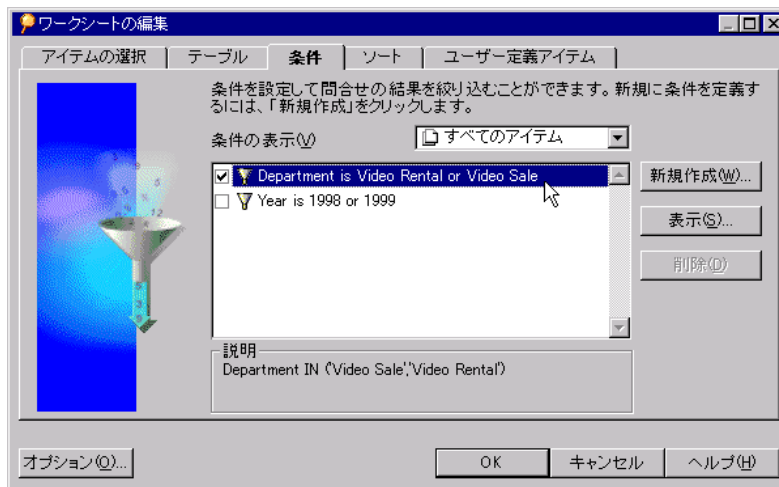 ワークシートの編集
アイテムの選択 テーブル 条件 ソート ユーザー定義アイテム
条件を設定して問合せの結果を絞り込むことができます。新規に条件を定義するには、「新規作成」をクリックします。
条件の表示(V) すべてのアイテム
Department is Video Rental or Video Sale
Year is 1998 or 1999
新規作成(W)...
表示(S)...
削除(D)
説明
Department IN ('Video Sale','Video Rental')
オプション(O)... OK キャンセル ヘルプ(H)